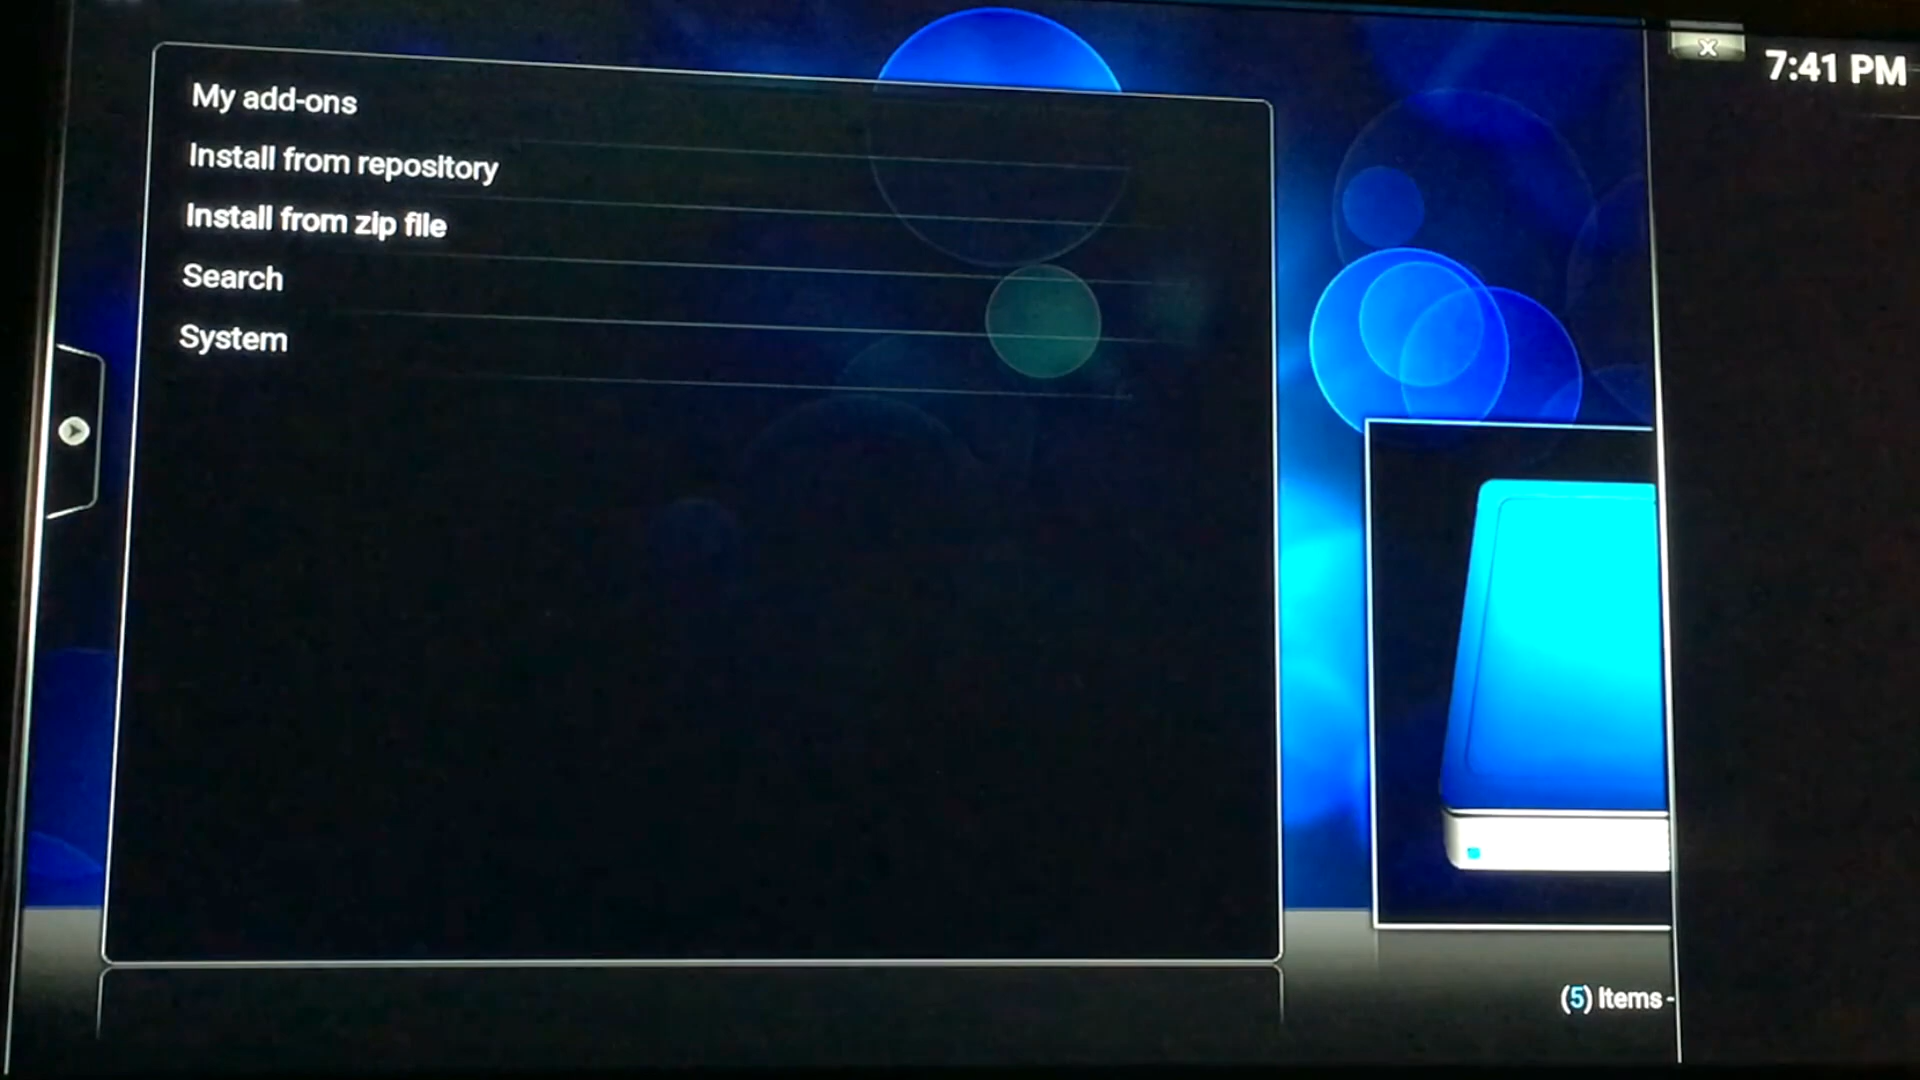 7:41 PM
My add-ons
Install from repository
Install from zip file
Search
System
(5) Items -